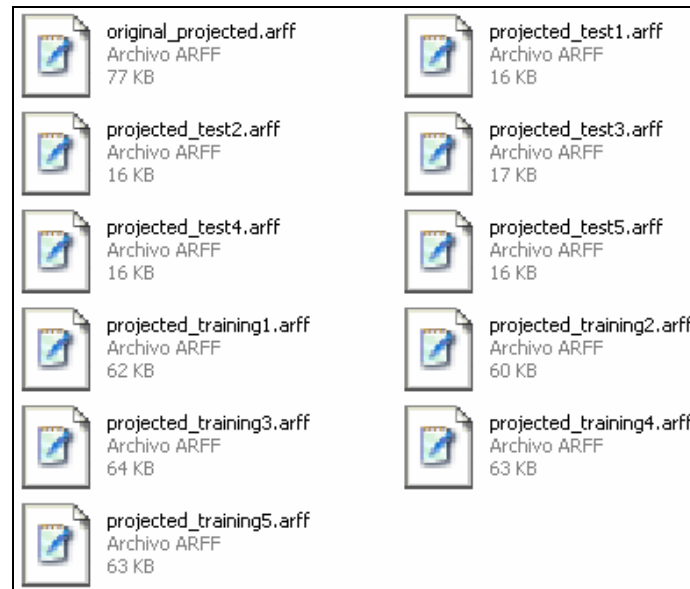 original_projected.arff
Archivo ARFF
77 KB
projected_test1.arff
Archivo ARFF
16 KB
projected_test2.arff
Archivo ARFF
16 KB
projected_test3.arff
Archivo ARFF
17 KB
projected_test4.arff
Archivo ARFF
16 KB
projected_test5.arff
Archivo ARFF
16 KB
projected_training1.arff
Archivo ARFF
62 KB
projected_training2.arff
Archivo ARFF
60 KB
projected_training3.arff
Archivo ARFF
64 KB
projected_training4.arff
Archivo ARFF
63 KB
projected_training5.arff
Archivo ARFF
63 KB